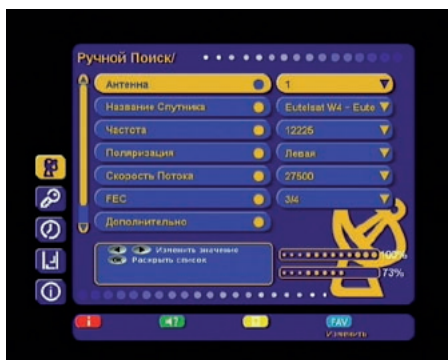 Ручной Поиск/
Антенна 1
Название Спутника Eutelsat W4 - Eute
Частота 12225
Поляризация Левая
Скорость Потока 27500
FEC 3/4
Дополнительно
Изменить значение
OK Раскрыть список
100%
73%
i ? FAV
Изменить